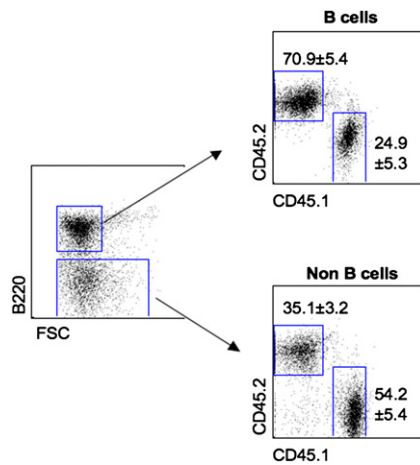 B cells
70.9±5.4
CD45.2
24.9
±5.3
CD45.1
B220
FSC
Non B cells
35.1±3.2
CD45.2
54.2
±5.4
CD45.1